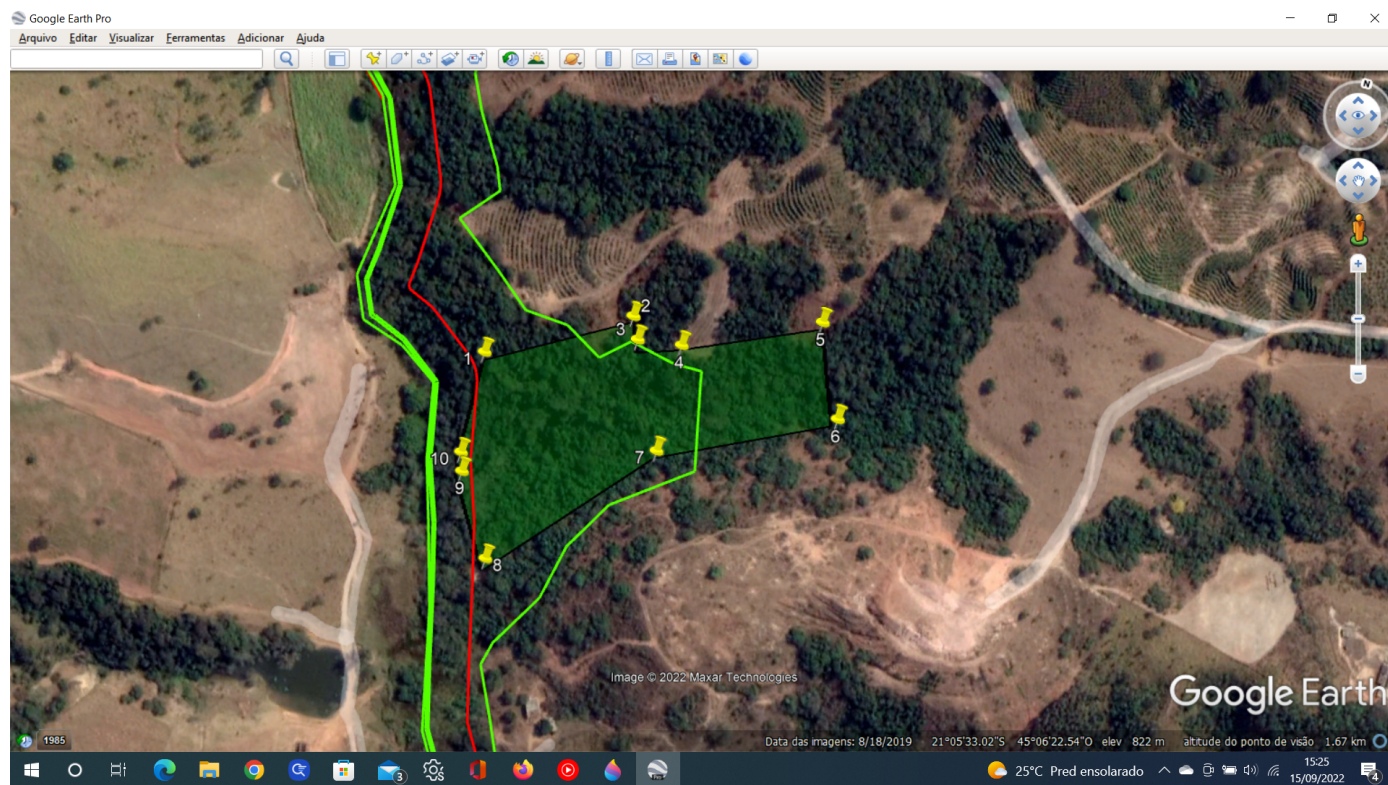 Google Earth Pro
Arquivo Editar Visualizar Ferramentas Adicionar Ajuda
N
2
3
1
4
5
6
7
10
9
8
Image © 2022 Maxar Technologies
Google Earth
1985
Data das imagens: 8/18/2019 21°05'33.02"S 45°06'22.54"O elev 822 m altitude do ponto de visão 1.67 km
3
25°C Pred ensolarado
15:25
15/09/2022
4